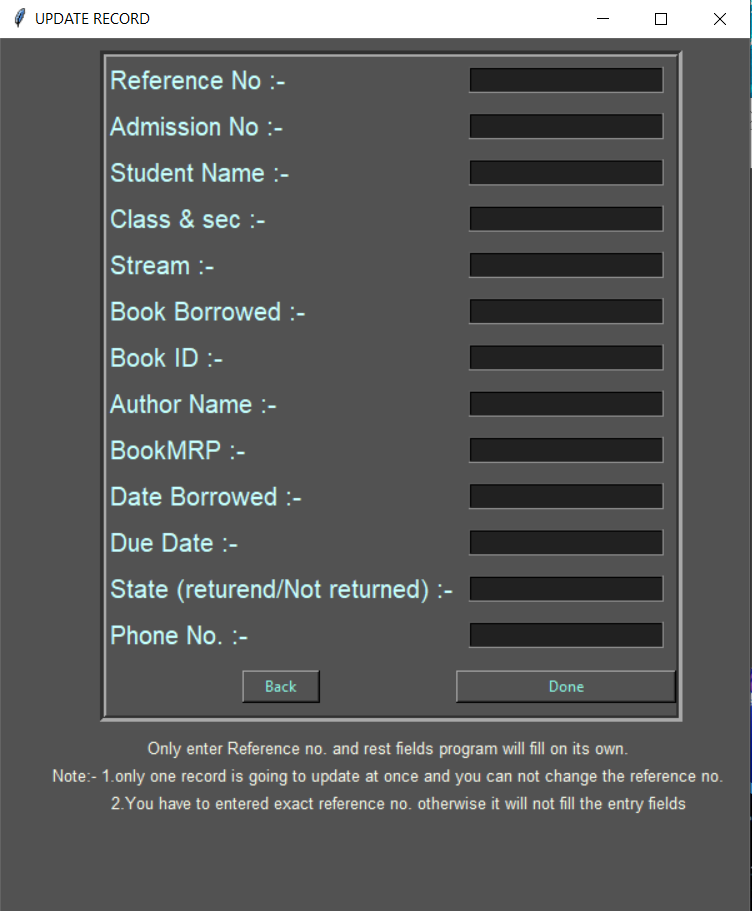 UPDATE RECORD
Reference No :-
Admission No :-
Student Name :-
Class & sec :-
Stream :-
Book Borrowed :-
Book ID :-
Author Name :-
BookMRP :-
Date Borrowed :-
Due Date :-
State (returend/Not returned) :-
Phone No. :-
Back Done
Only enter Reference no. and rest fields program will fill on its own.
Note:- 1.only one record is going to update at once and you can not change the reference no.
2.You have to entered exact reference no. otherwise it will not fill the entry fields